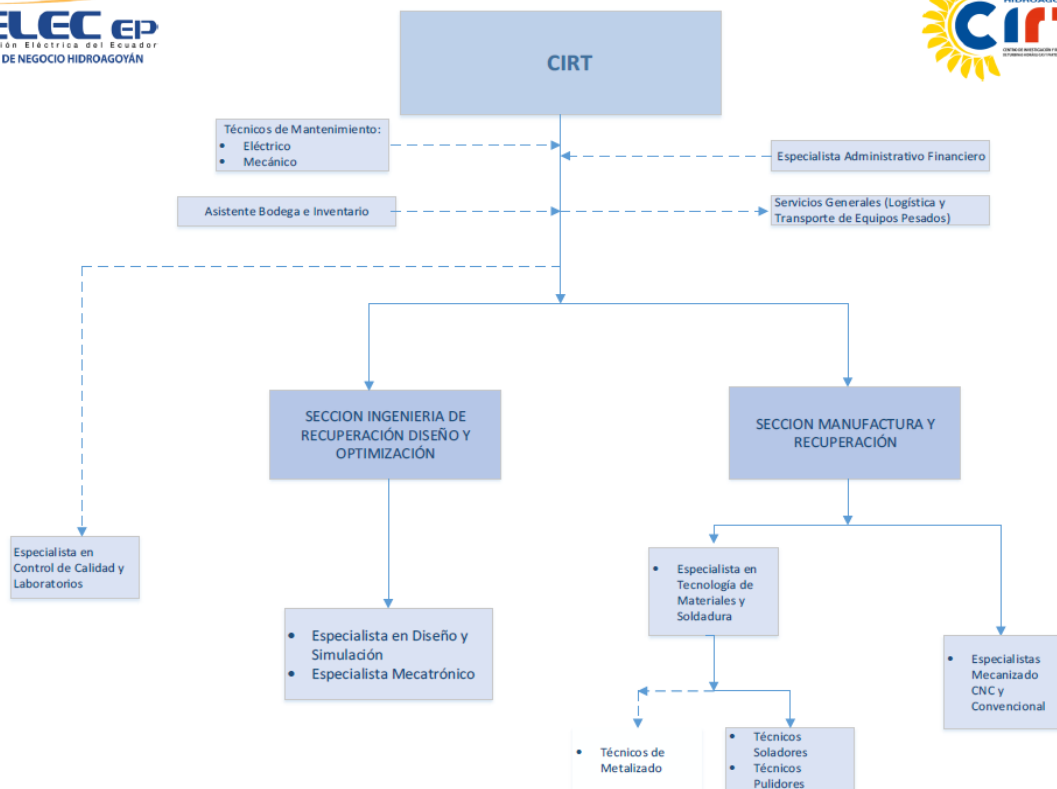 ELEC EP
ión Eléctrica del Ecuador
DE NEGOCIO HIDROAGOYÁN
CIRT
CIRT
Técnicos de Mantenimiento:
• Eléctrico
• Mecánico
Especialista Administrativo Financiero
Asistente Bodega e Inventario
Servicios Generales (Logística y
Transporte de Equipos Pesados)
SECCION INGENIERIA DE
RECUPERACIÓN DISEÑO Y
OPTIMIZACIÓN
SECCION MANUFACTURA Y
RECUPERACIÓN
Especialista en
Control de Calidad y
Laboratorios
• Especialista en
Tecnología de
Materiales y
Soldadura
• Especialista en Diseño y
Simulación
• Especialista Mecatrónico
• Especialistas
Mecanizado
CNC y
Convencional
• Técnicos de
Metalizado
• Técnicos
Soladores
• Técnicos
Pulidores